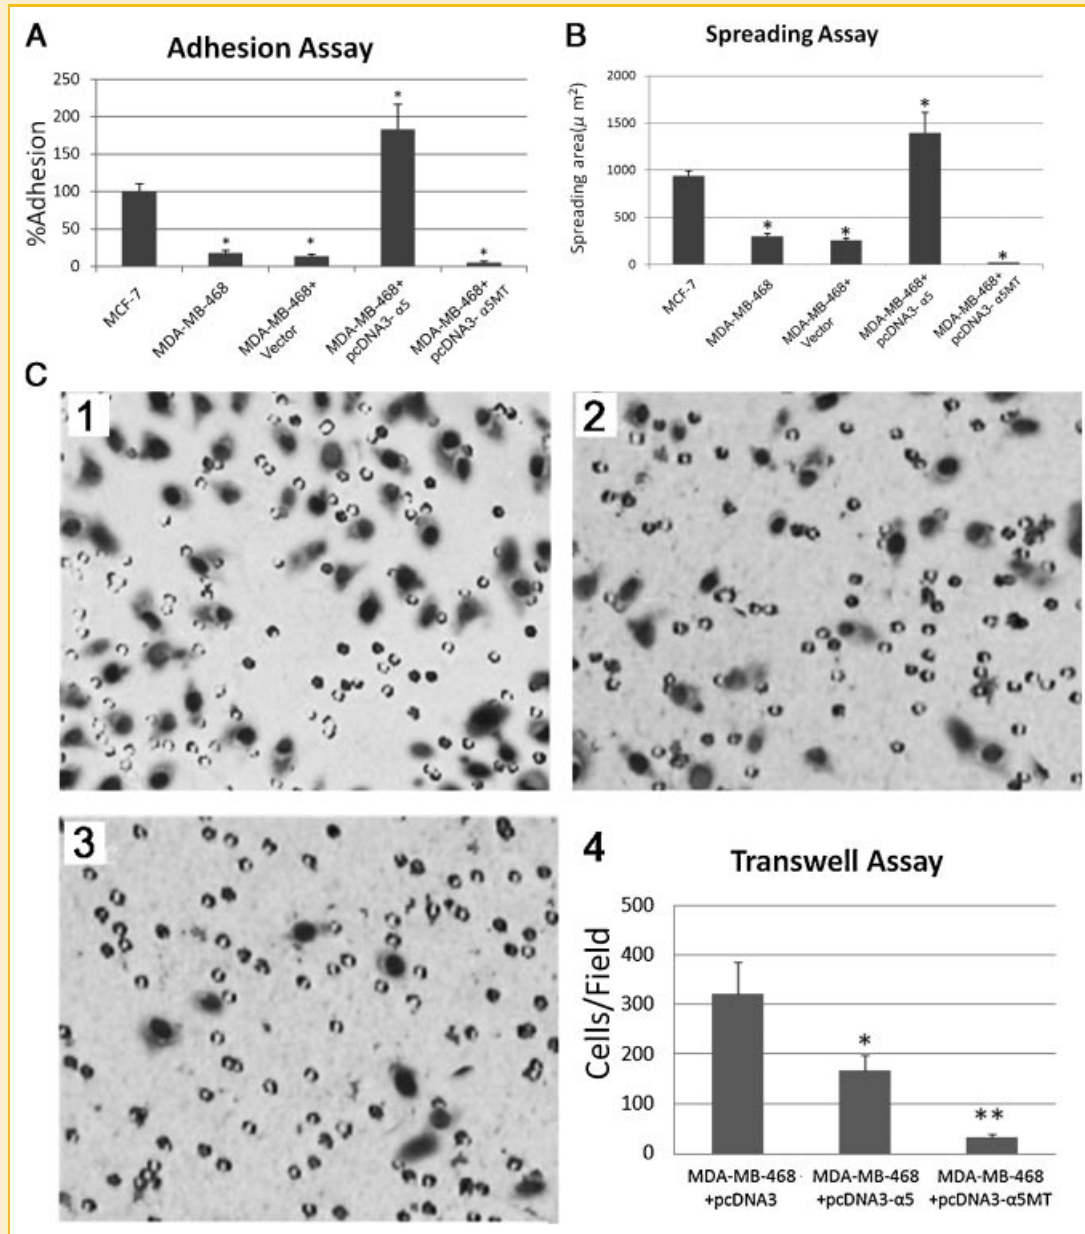 A
Adhesion Assay
%Adhesion
250
200
150
100
50
0
*
*
*
*
MCF-7
MDA-MB-468
MDA-MB-468+
Vector
MDA-MB-468+
pcDNA3- α5
MDA-MB-468+
pcDNA3- α5MT
B
Spreading Assay
Spreading area(μ m²)
2000
1500
1000
500
0
*
*
*
*
MCF-7
MDA-MB-468
MDA-MB-468+
Vector
MDA-MB-468+
pcDNA3- α5
MDA-MB-468+
pcDNA3- α5MT
C
1
2
3
4
Transwell Assay
Cells/Field
500
400
300
200
100
0
*
**
MDA-MB-468
+pcDNA3
MDA-MB-468
+pcDNA3-α5
MDA-MB-468
+pcDNA3-α5MT